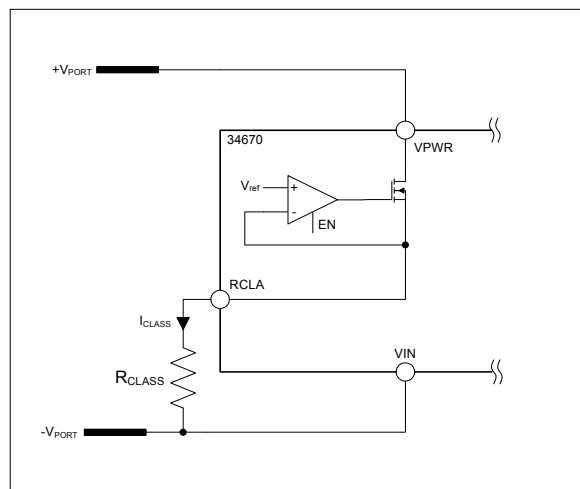 +VPORT
34670
VPWR
Vref
+
-
EN
RCLA
ICLASS
VIN
RCLASS
-VPORT